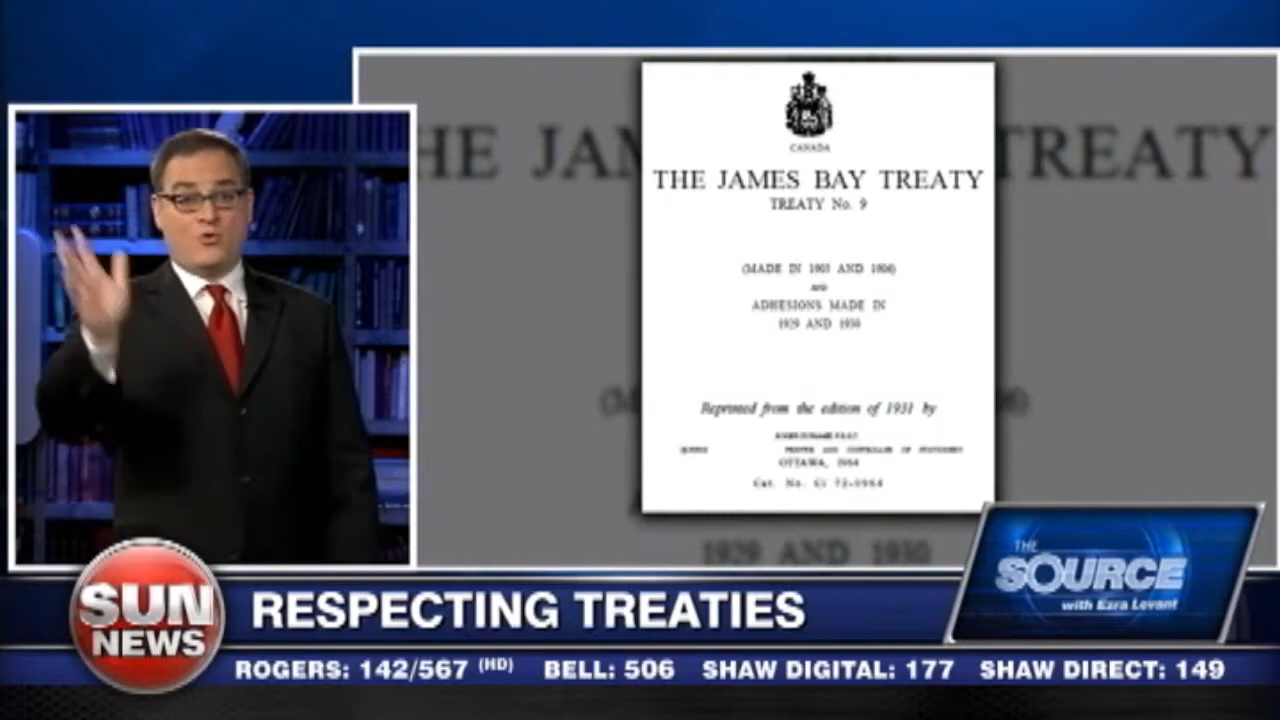 CANADA
THE JAMES BAY TREATY
TREATY No. 9
(MADE IN 1905 AND 1906)
AND
ADHESIONS MADE IN
1929 AND 1930
Reprinted from the edition of 1931 by
OTTAWA, 1964
Cat. No. Ci 72-0964
THE JAM
TREATY
1929 AND 1930
THE
SOURCE
with Ezra Levant
SUN
NEWS
RESPECTING TREATIES
ROGERS: 142/567 (HD) BELL: 506 SHAW DIGITAL: 177 SHAW DIRECT: 149